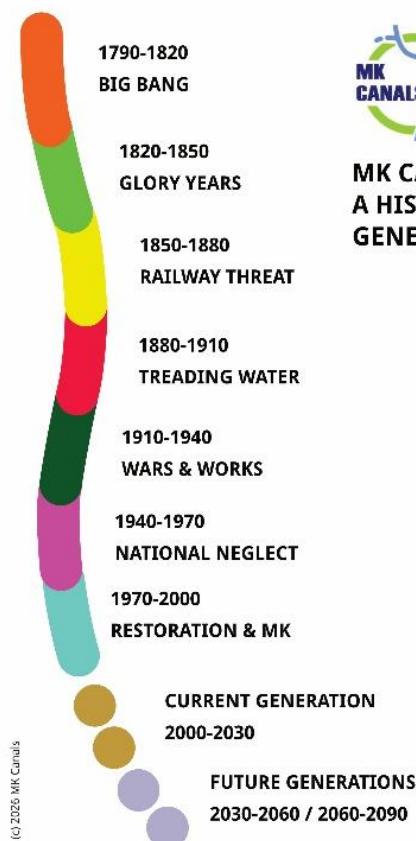 1790-1820
BIG BANG
1820-1850
GLORY YEARS
1850-1880
RAILWAY THREAT
1880-1910
TREADING WATER
1910-1940
WARS & WORKS
1940-1970
NATIONAL NEGLECT
1970-2000
RESTORATION & MK
CURRENT GENERATION
2000-2030
FUTURE GENERATIONS
2030-2060 / 2060-2090
MK
CANALS
MK CA
A HIS
GENE
(c) 2026 MK Canals